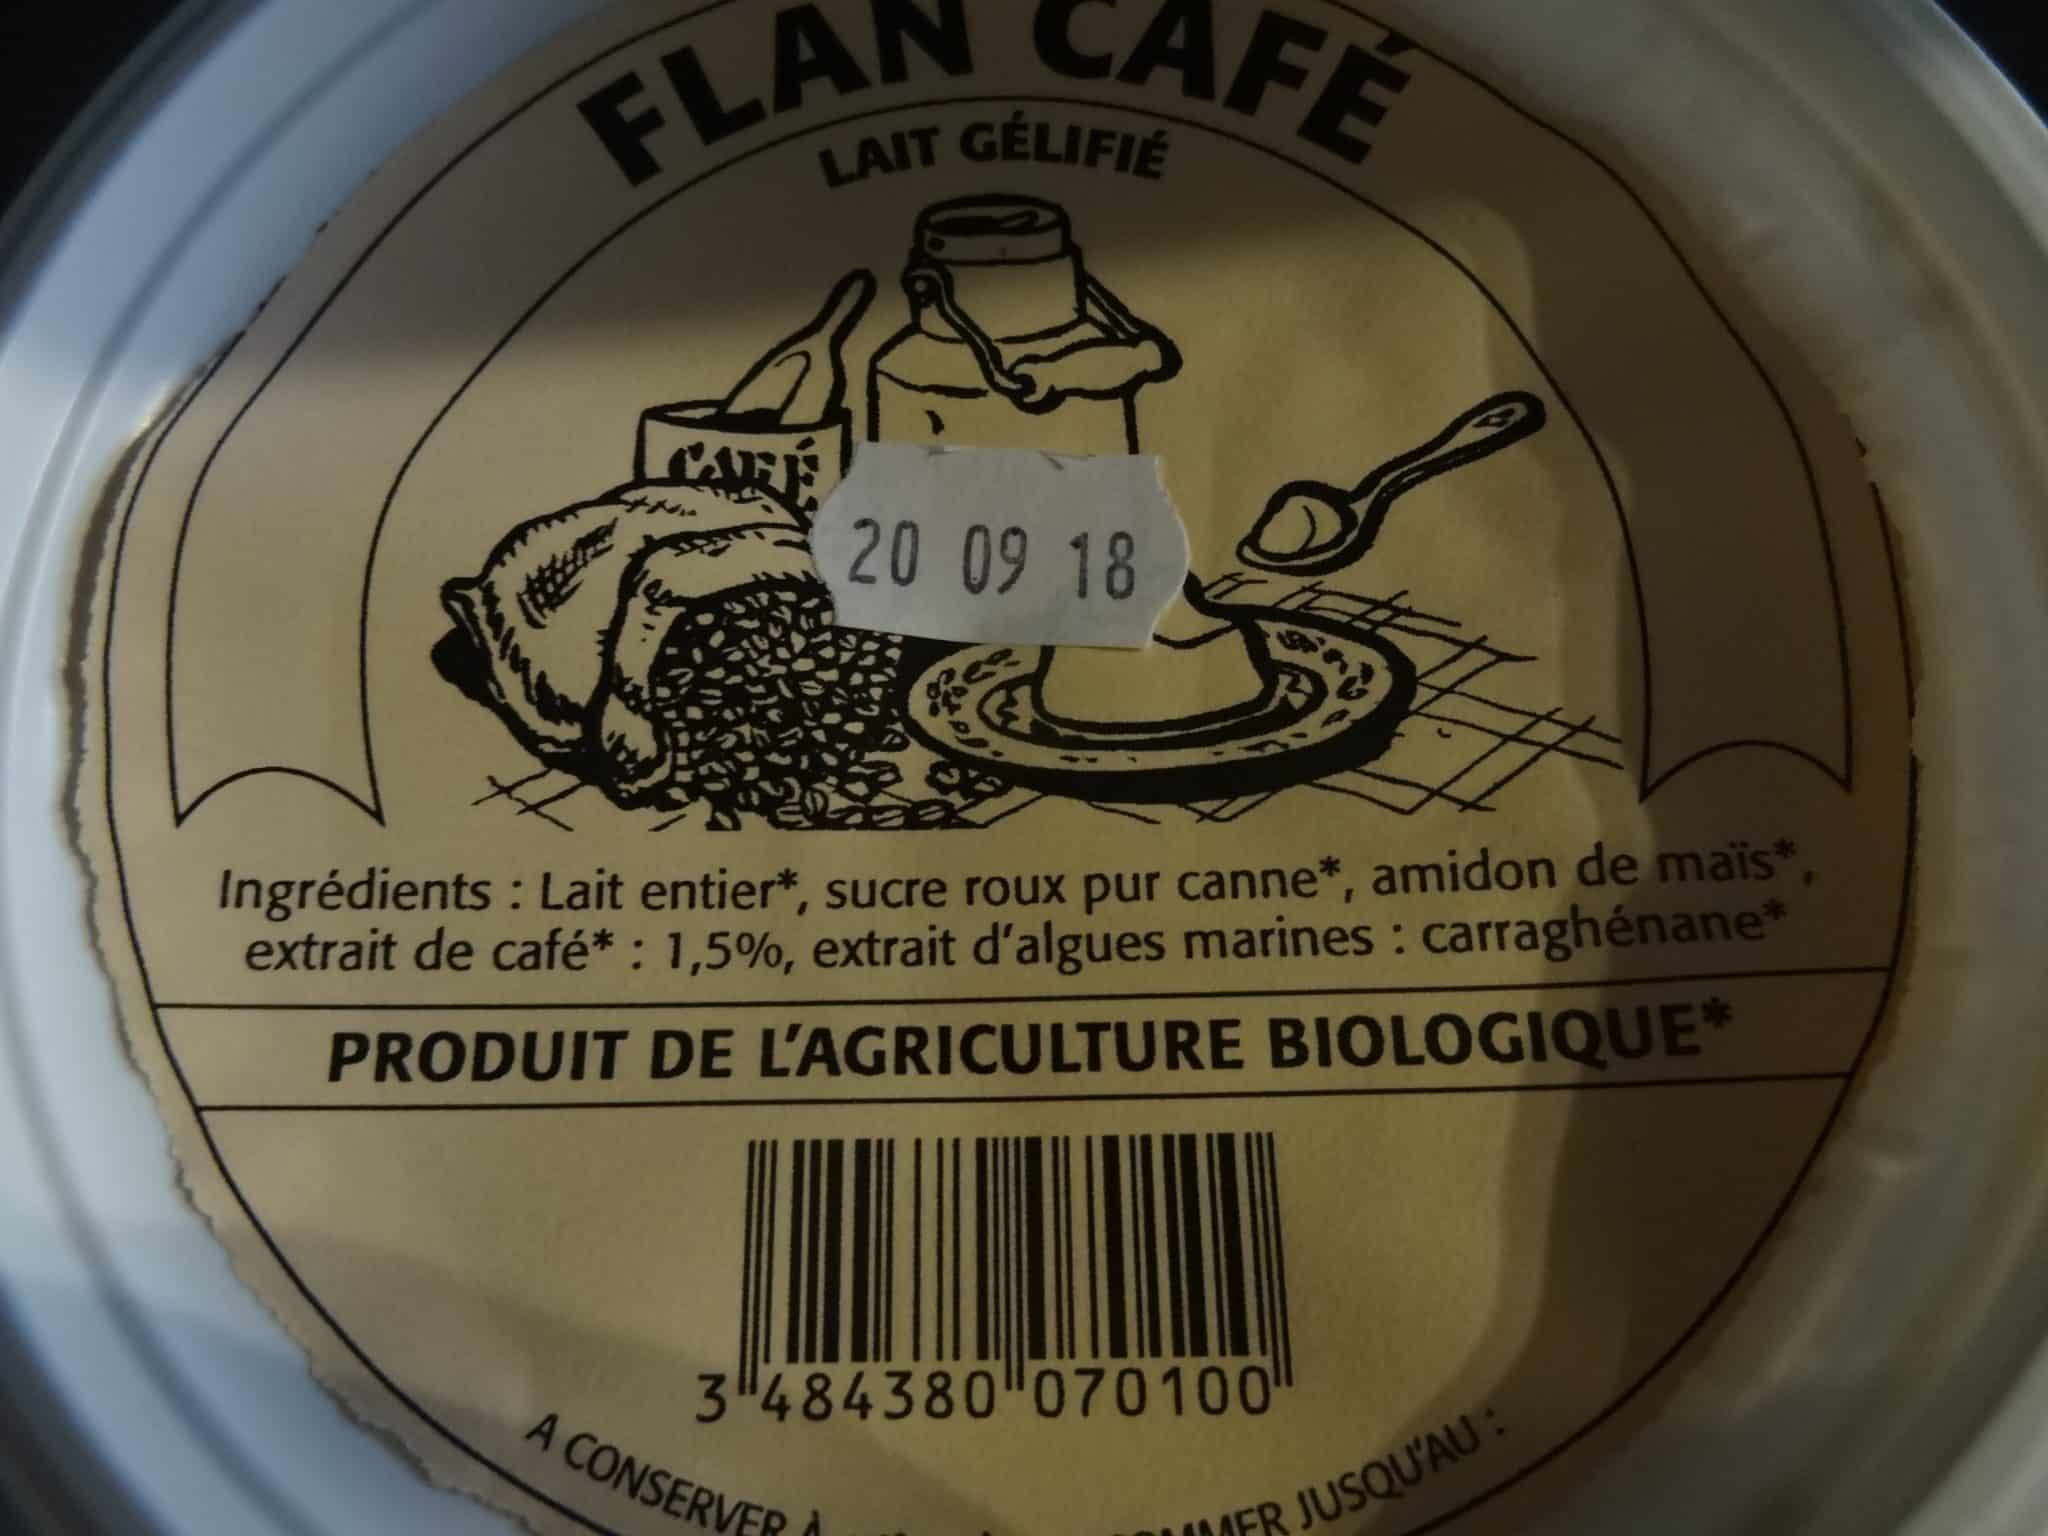 FLAN CAFÉ
LAIT GÉLIFIÉ
CAFÉ
20 09 18
Ingrédients : Lait entier*, sucre roux pur canne*, amidon de maïs*,
extrait de café* : 1,5%, extrait d'algues marines : carraghénane*
PRODUIT DE L'AGRICULTURE BIOLOGIQUE*
3 484380 070100
A CONSERVER À JUSQU'AU :